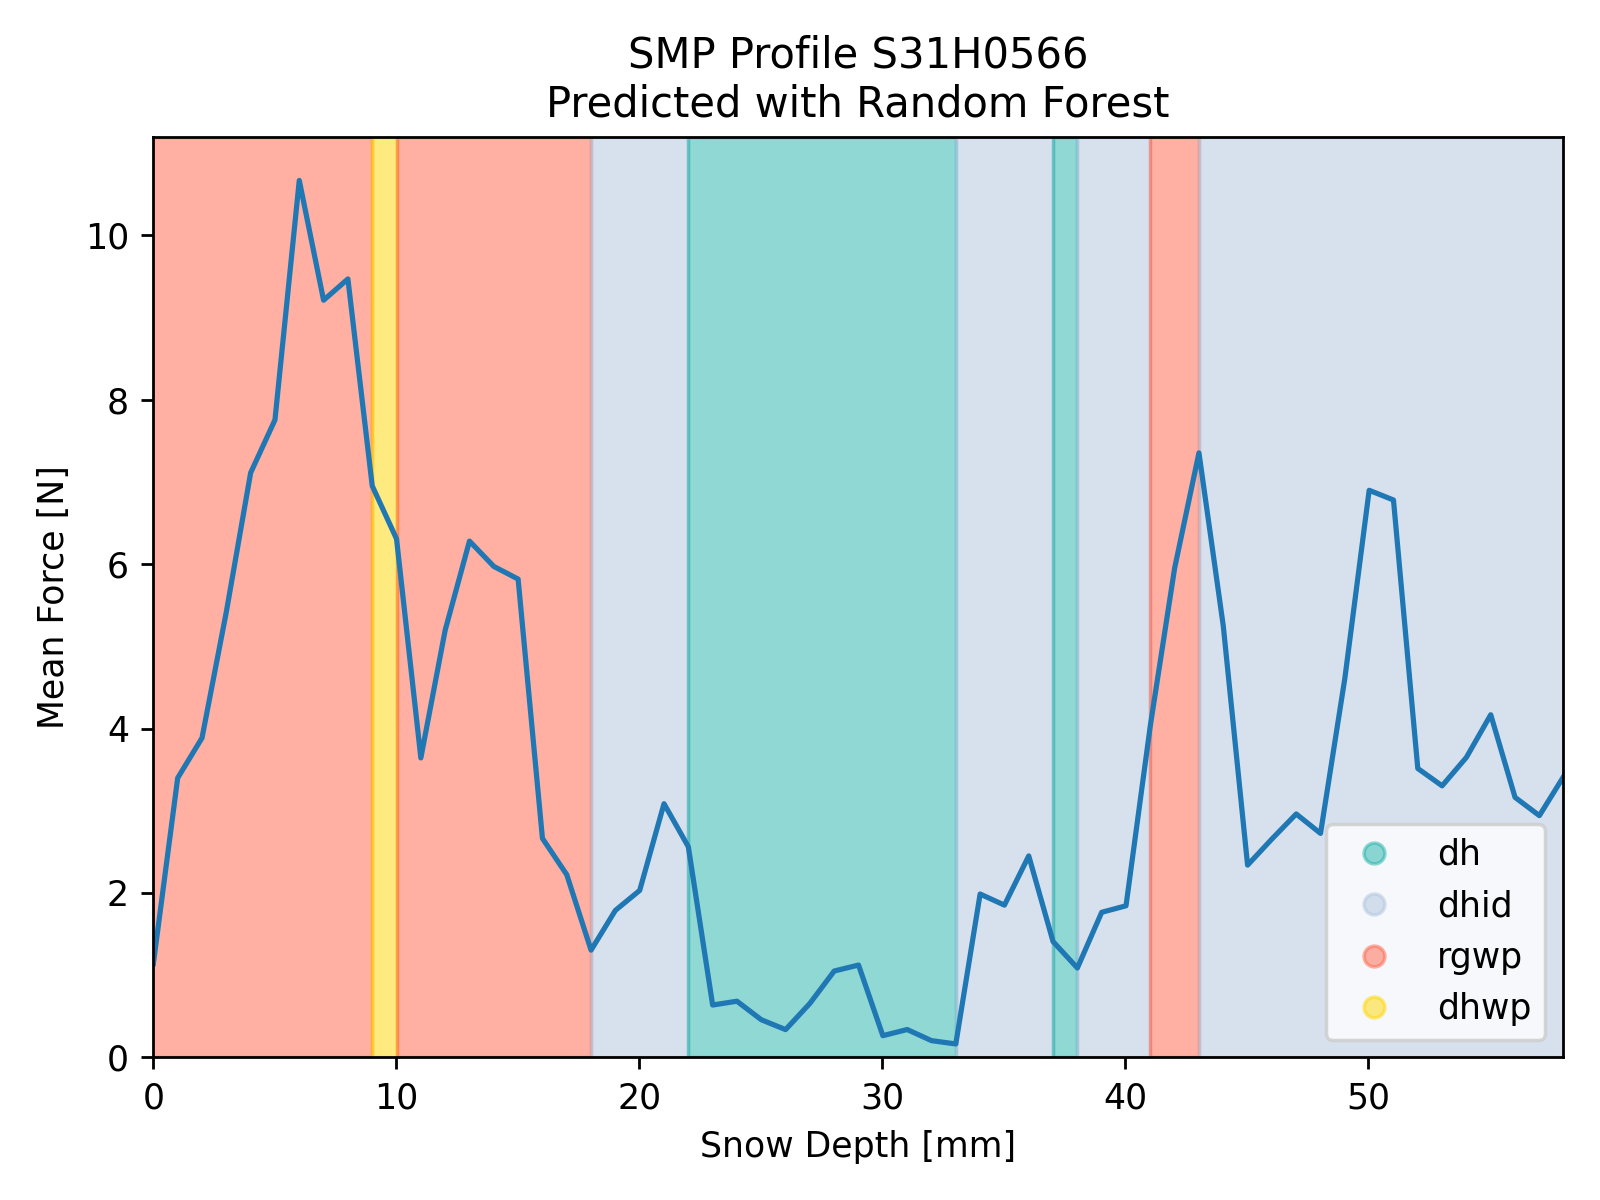 SMP Profile S31H0566
Predicted with Random Forest
Mean Force [N]
10
8
6
4
2
0
0 10 20 30 40 50
Snow Depth [mm]
dh
dhid
rgwp
dhwp